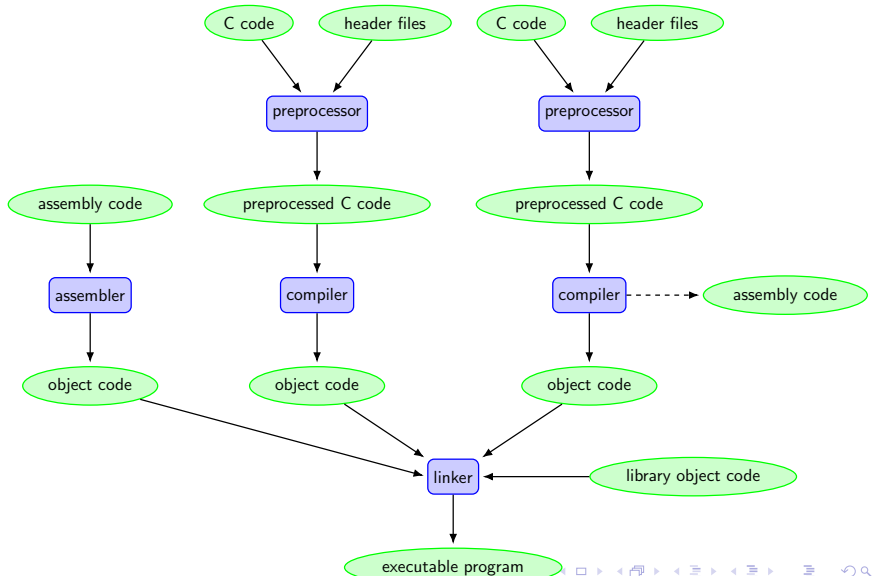 C code
header files
C code
header files
preprocessor
preprocessor
assembly code
preprocessed C code
preprocessed C code
assembler
compiler
compiler
assembly code
object code
object code
object code
linker
library object code
executable program